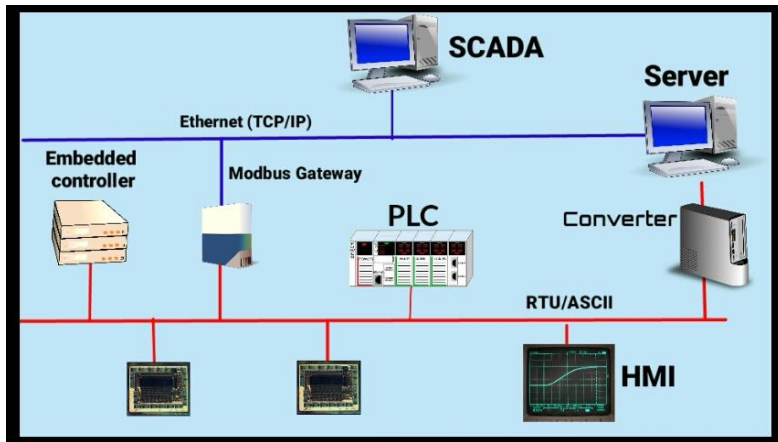 SCADA
Server
Ethernet (TCP/IP)
Embedded
controller
Modbus Gateway
PLC
Converter
RTU/ASCII
HMI